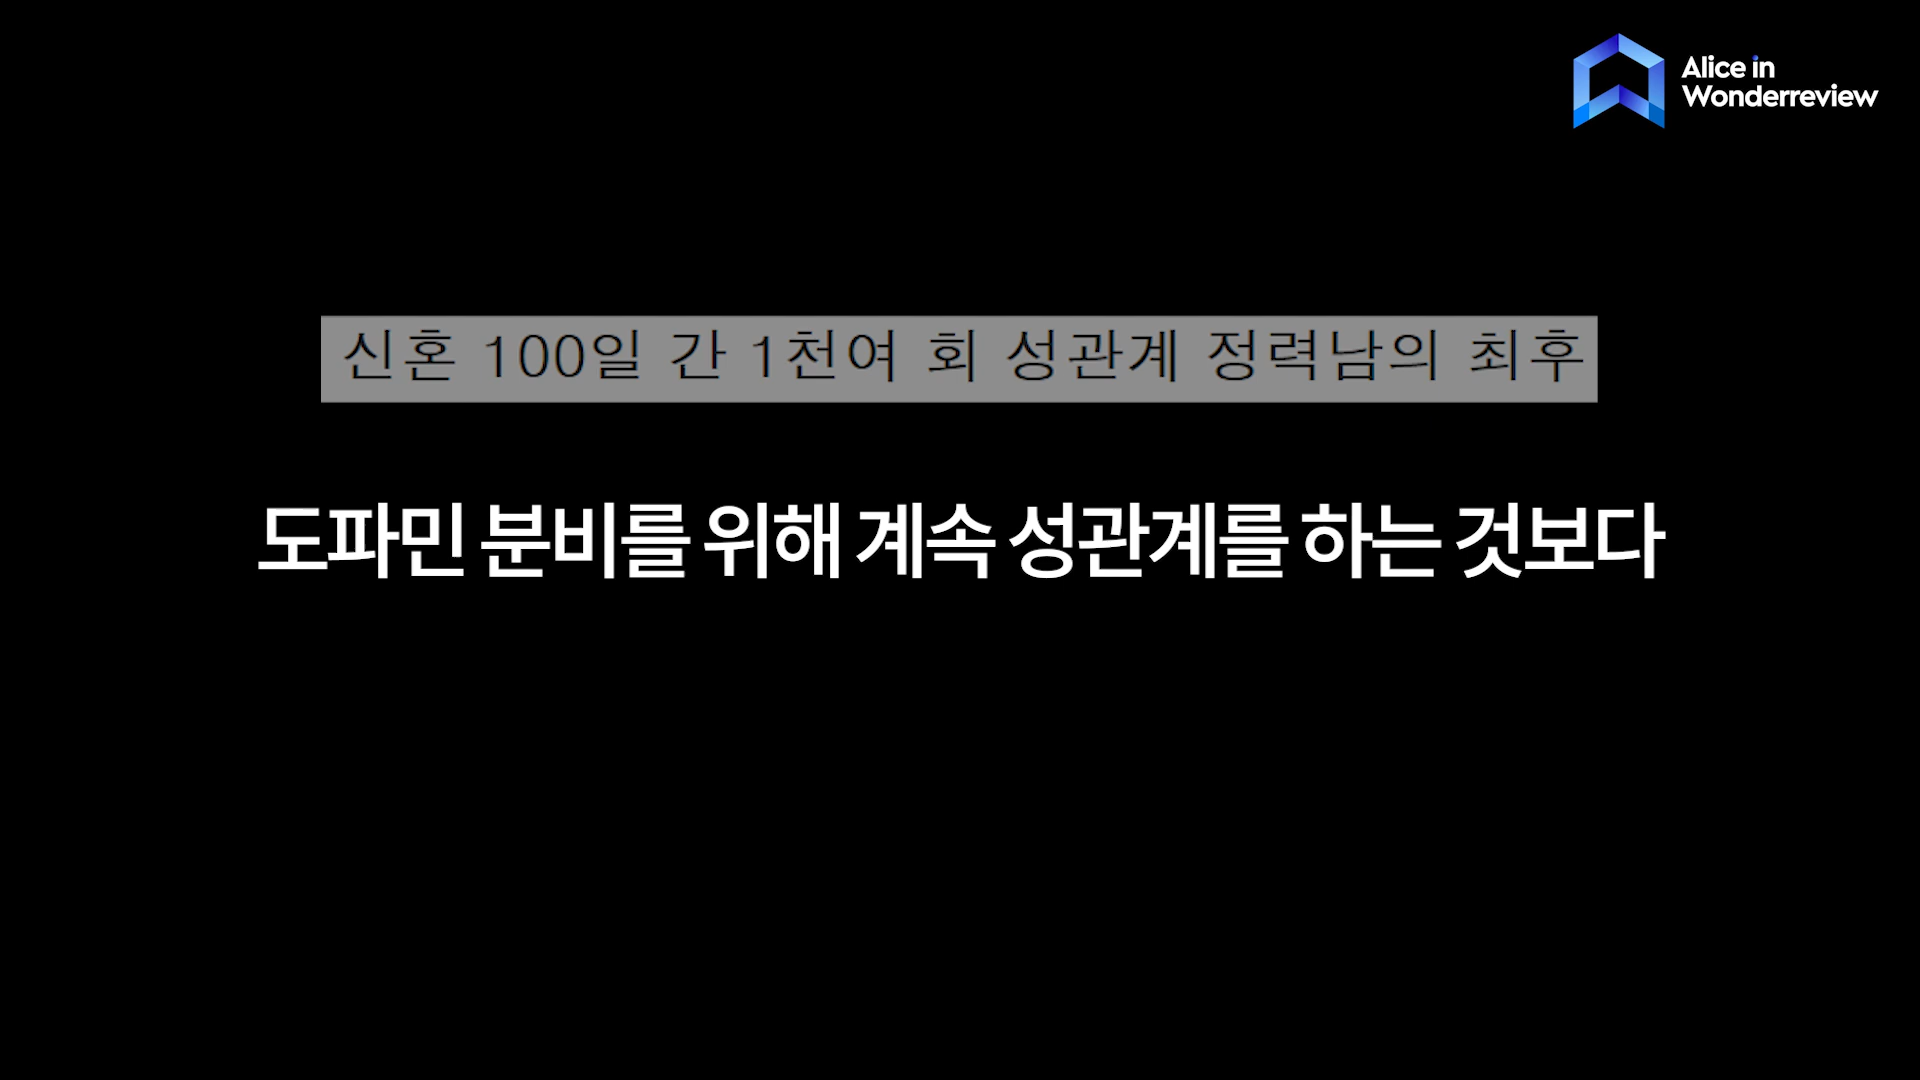 Alice in
Wonderreview
신혼 100일 간 1천여 회 성관계 정력남의 최후
도파민 분비를 위해 계속 성관계를 하는 것보다